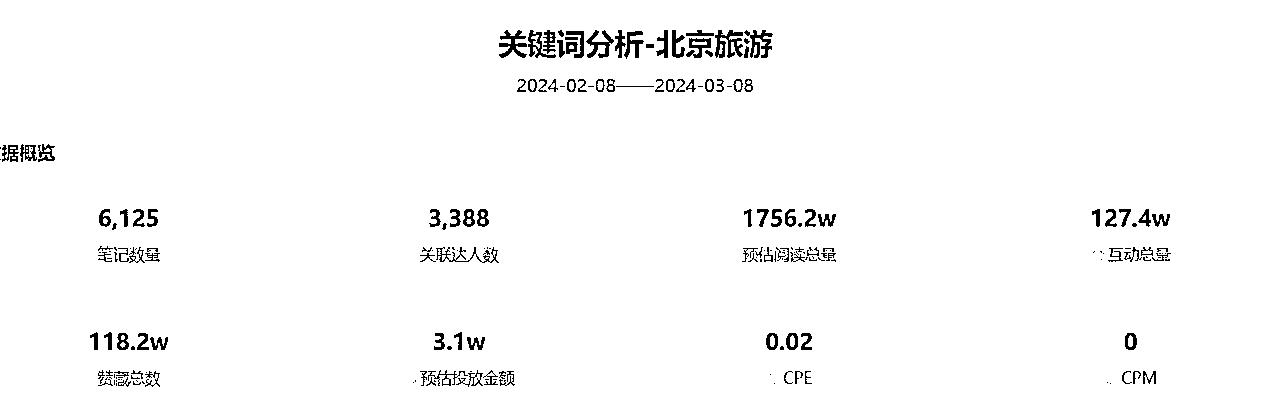 关键词分析-北京旅游
2024-02-08——2024-03-08
据概览
6,125 3,388 1756.2w 127.4w
笔记数量 关联达人数 预估阅读总量 互动总量
118.2w 3.1w 0.02 0
赞藏总数 预估投放金额 CPE CPM